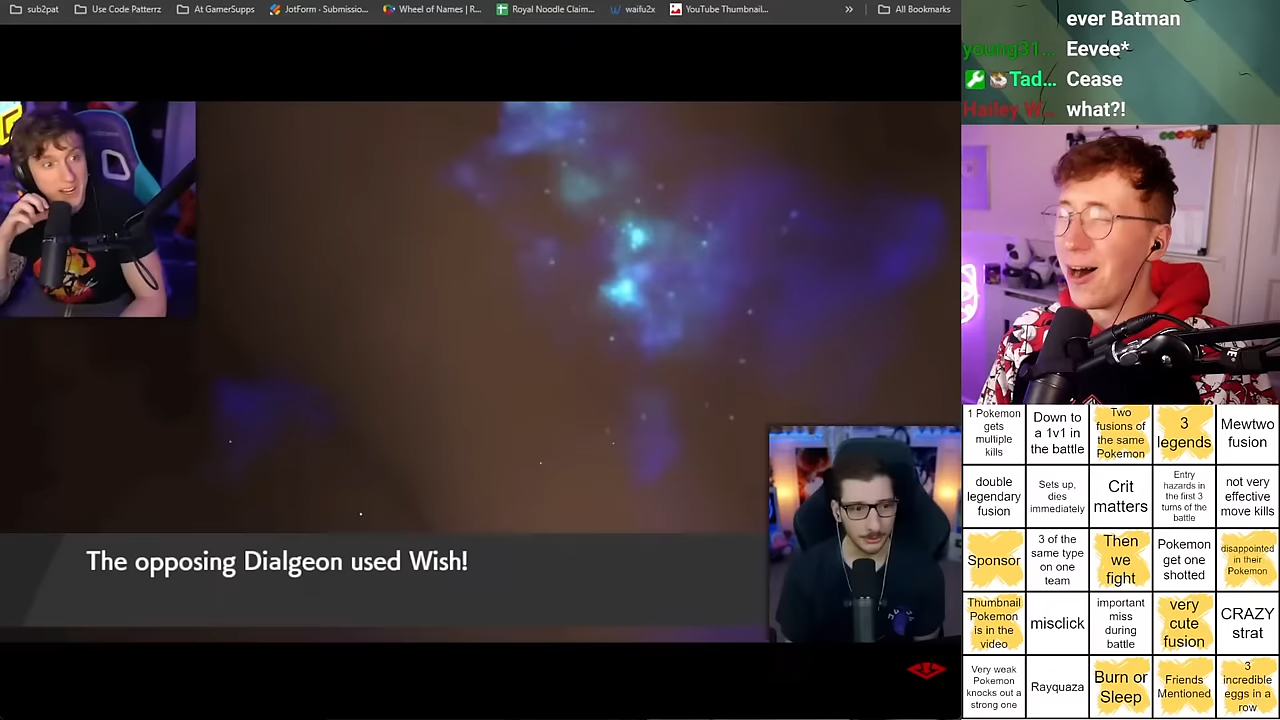 sub2pat
Use Code Patterrz
At GamerSupps
JotForm · Submissio...
Wheel of Names | R...
Royal Noodle Claim...
waifu2x
YouTube Thumbnail...
»
All Bookmarks
ever Batman
young31... Eevee*
Tad... Cease
Hailey W... what?!
The opposing Dialgeon used Wish!
1 Pokemon
gets
multiple
kills
Down to
a 1v1 in
the battle
Two
fusions of
the same
Pokemon
3
legends
Mewtwo
fusion
double
legendary
fusion
Sets up,
dies
immediately
Crit
matters
Entry
hazards in
the first 3
turns of the
battle
not very
effective
move kills
Sponsor
3 of the
same type
on one
team
Then
we
fight
Pokemon
get one
shotted
disappointed
in their
Pokemon
Thumbnail
Pokemon
is in the
video
misclick
important
miss
during
battle
very
cute
fusion
CRAZY
strat
Very weak
Pokemon
knocks out a
strong one
Rayquaza
Burn or
Sleep
Friends
Mentioned
3
incredible
eggs in a
row